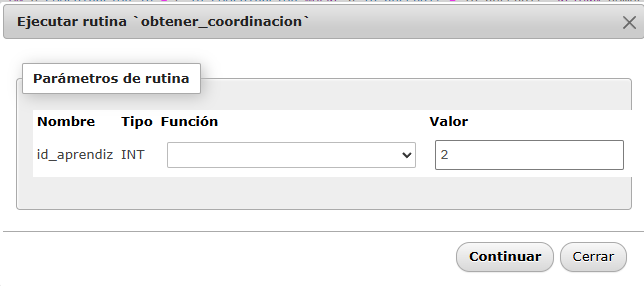 Ejecutar rutina `obtener_coordinacion`
Parámetros de rutina
Nombre Tipo Función Valor
id_aprendiz INT 2
Continuar Cerrar